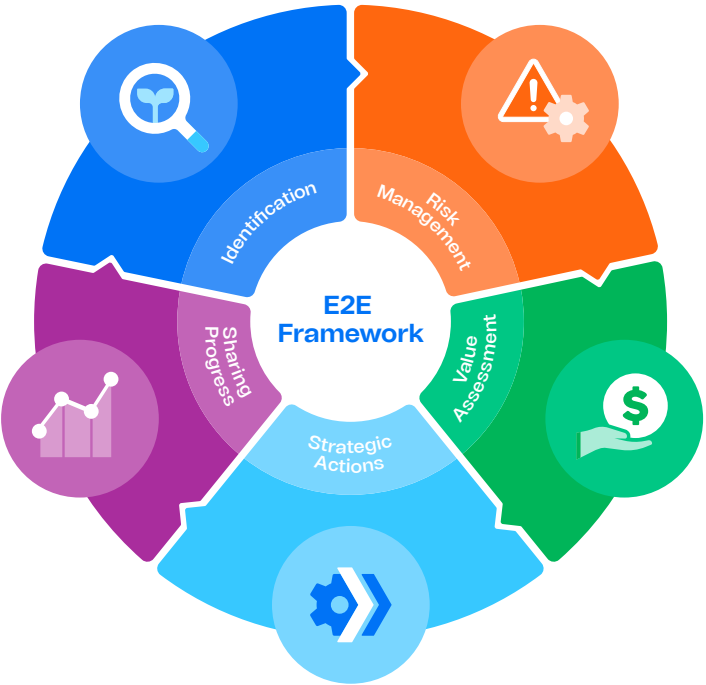 Identification
Risk
Management
Value
Assessment
Strategic
Actions
Sharing
Progress
E2E
Framework